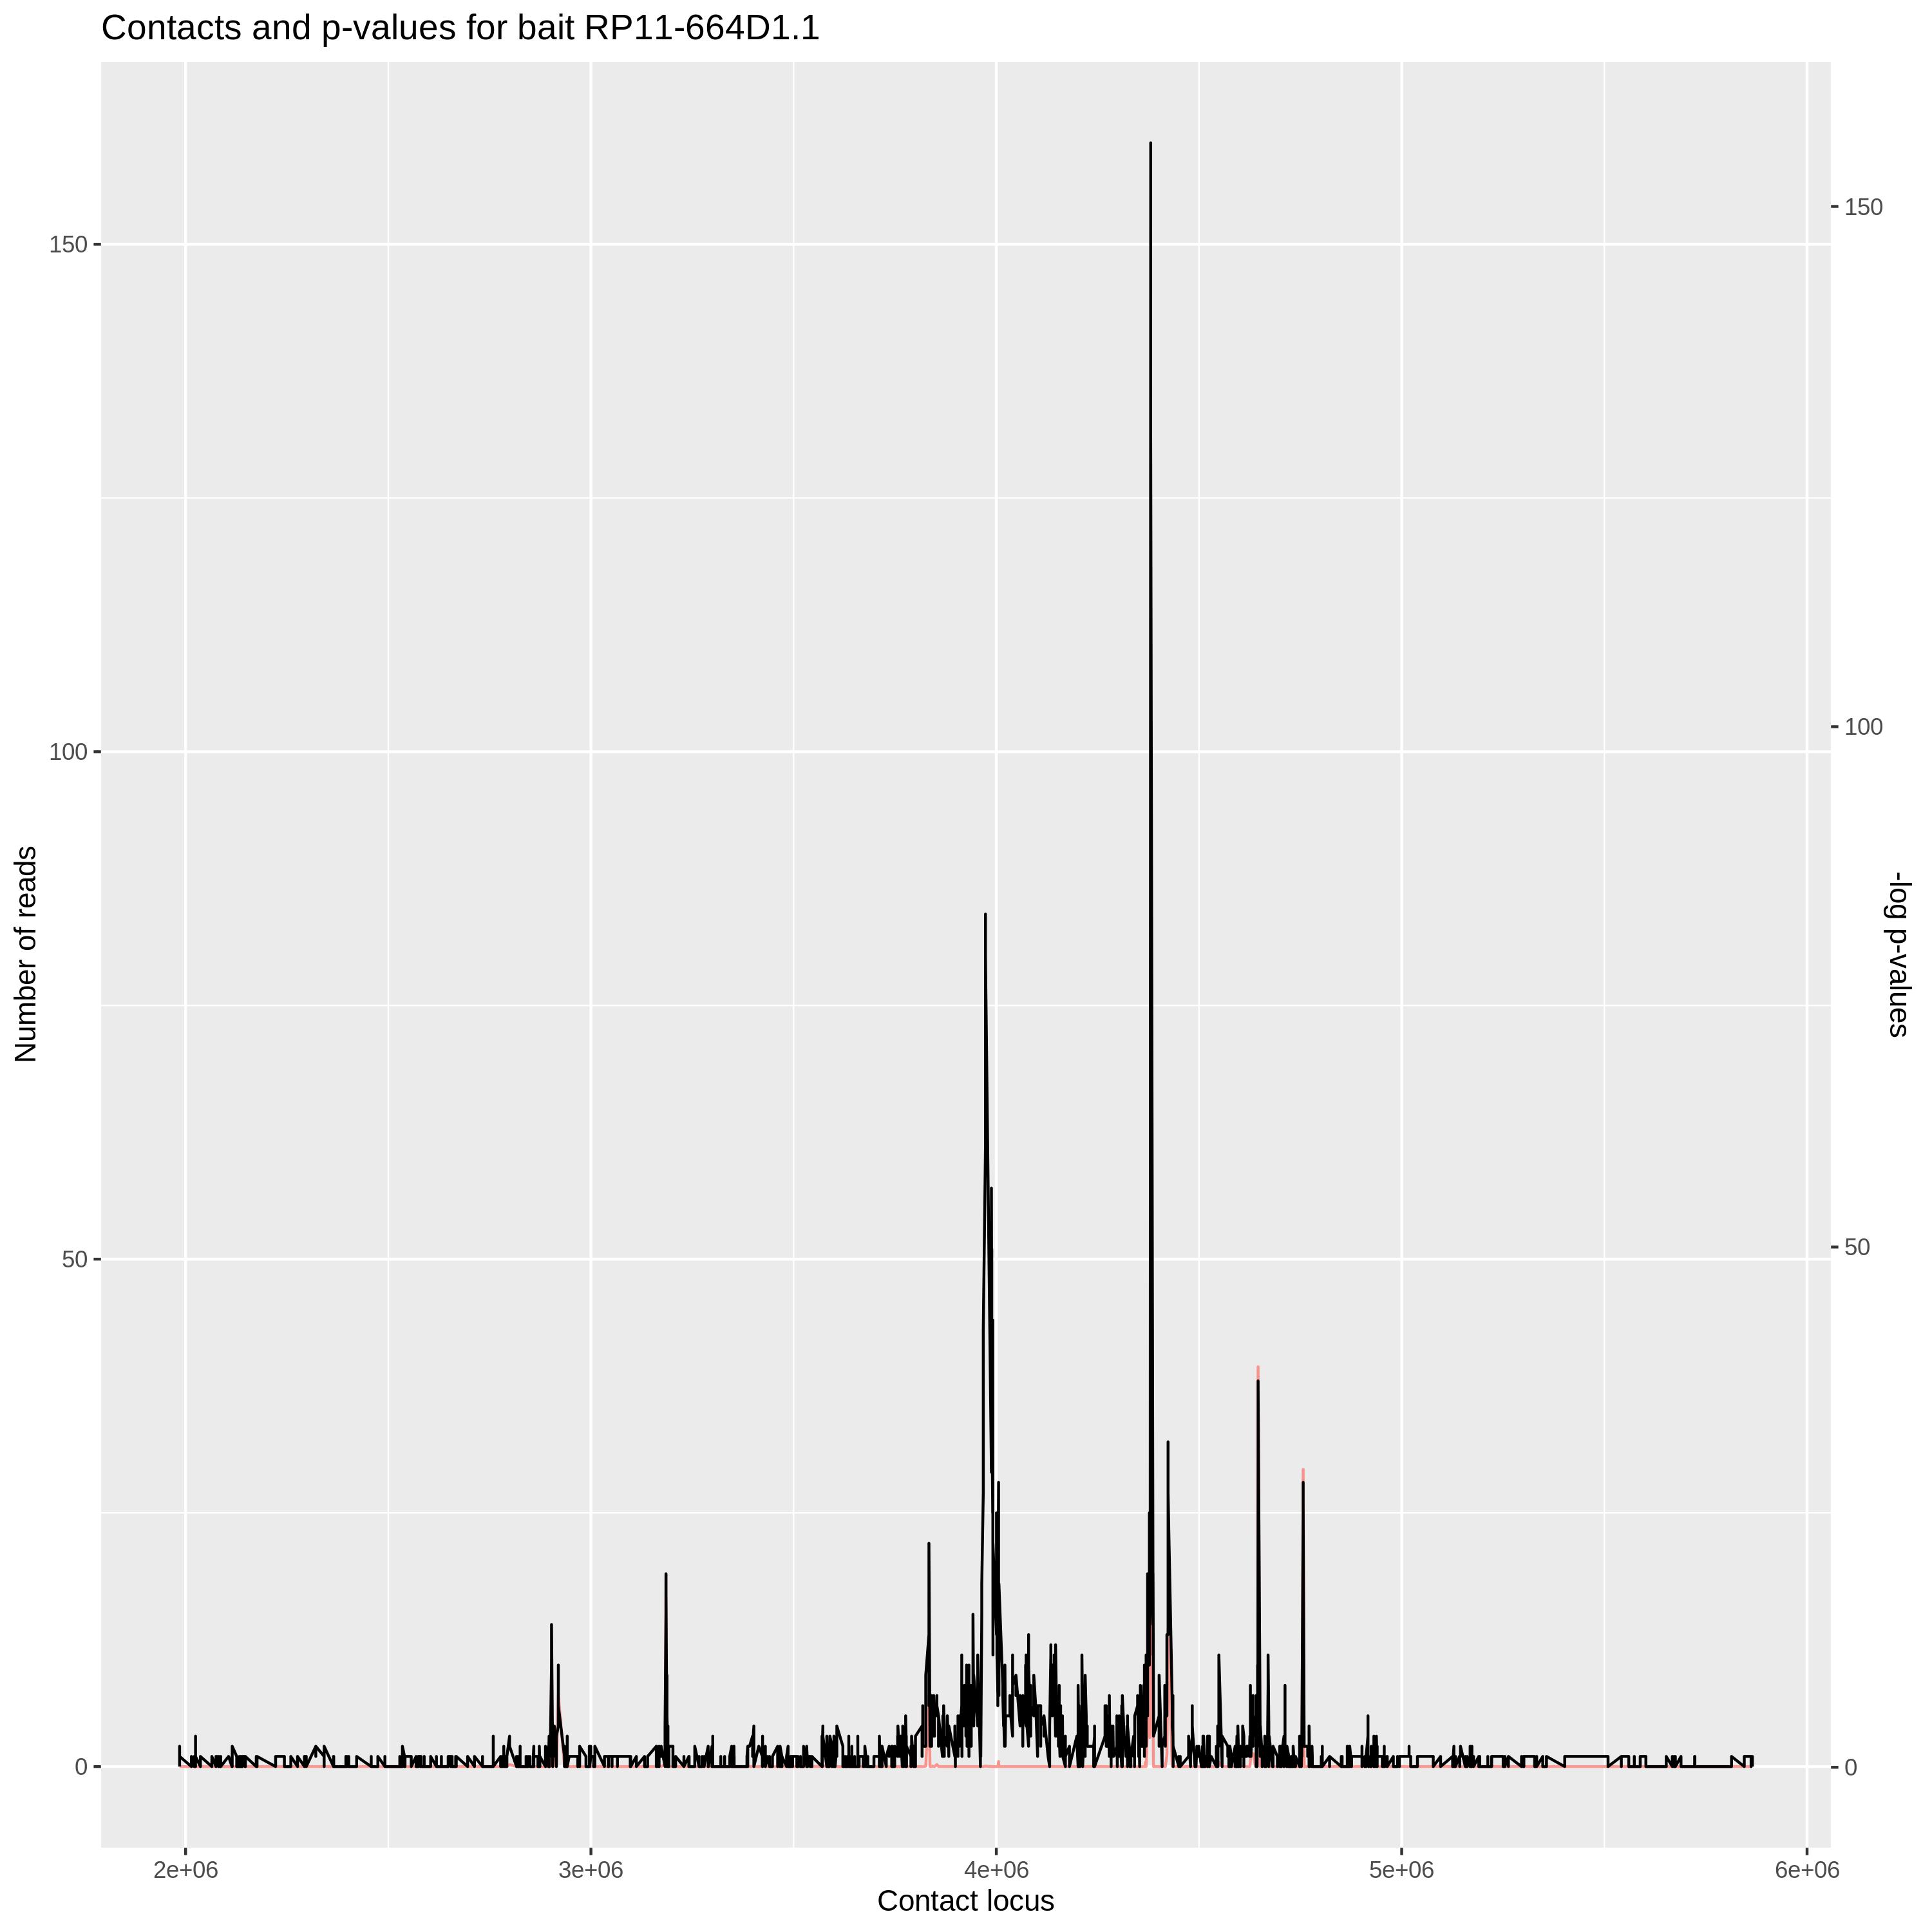 Contacts and p-values for bait RP11-664D1.1
150
100
50
0
Number of reads
150
100
50
0
-log p-values
2e+06
3e+06
4e+06
5e+06
6e+06
Contact locus